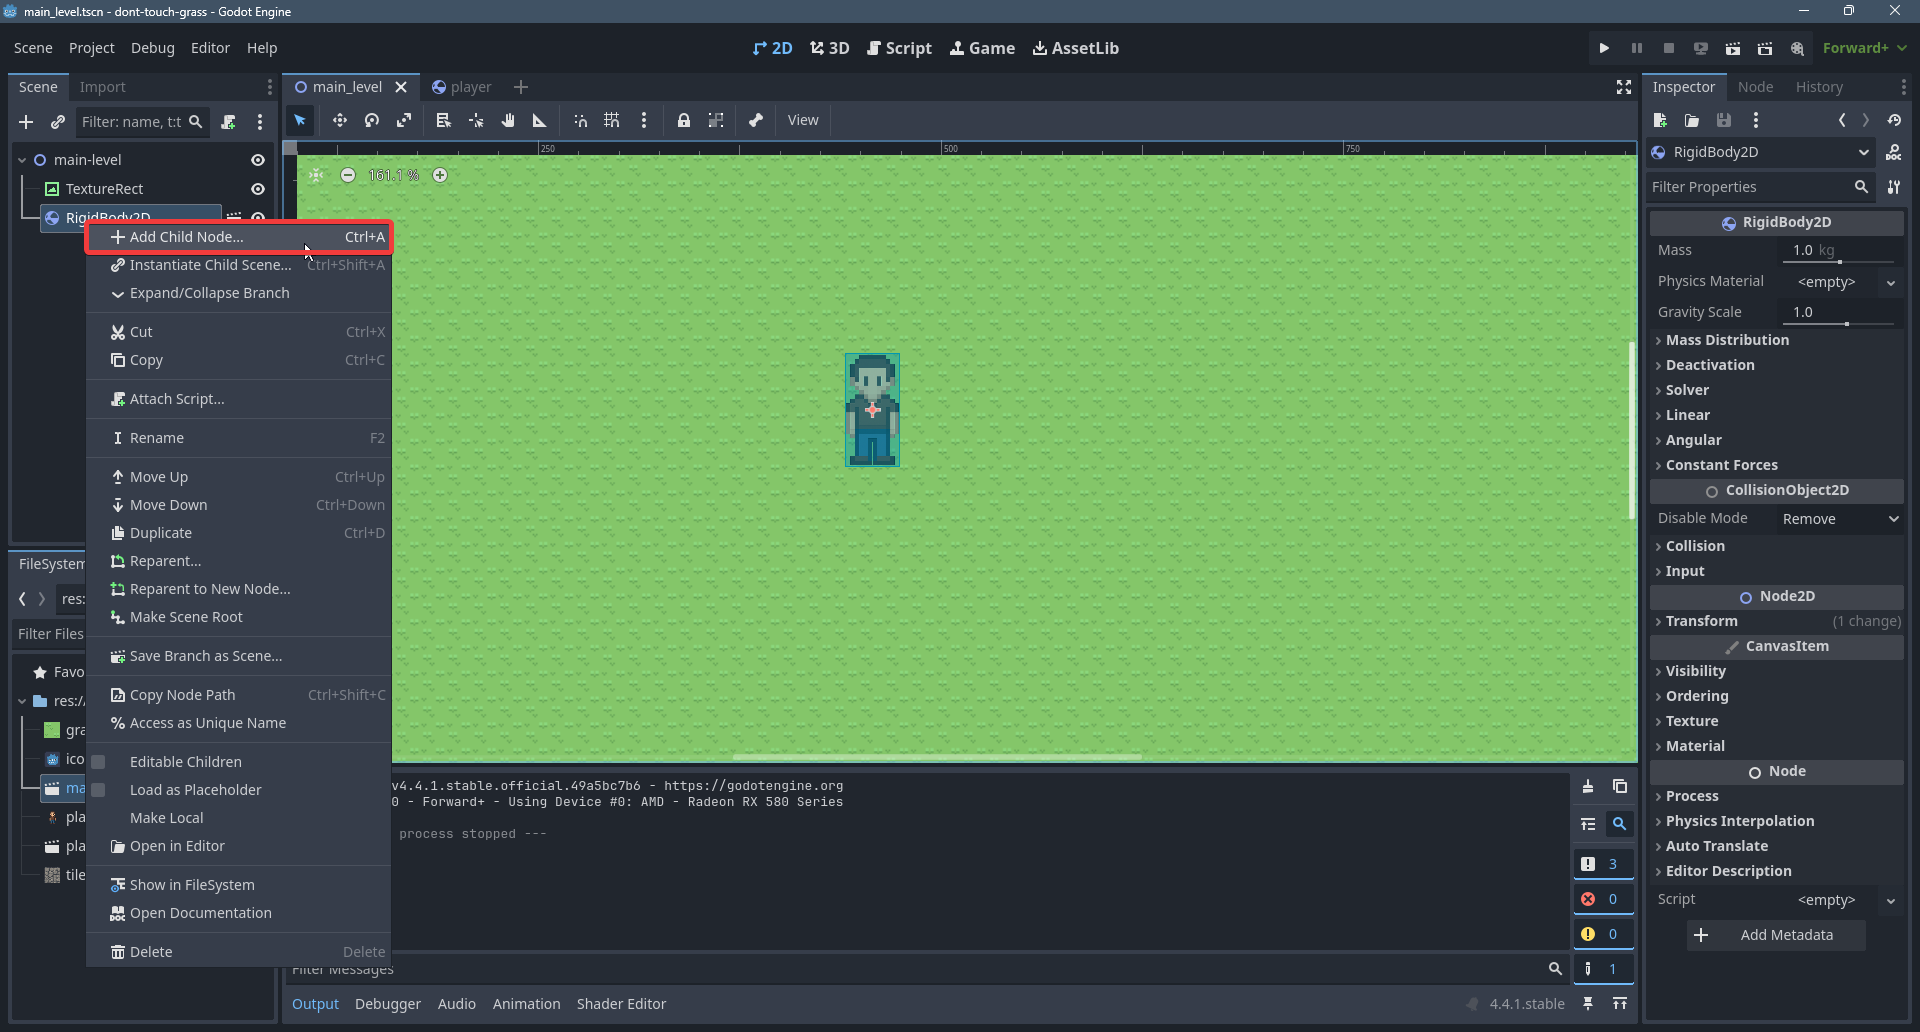 main_level.tscn - dont-touch-grass - Godot Engine
Scene Project Debug Editor Help
2D 3D Script Game AssetLib
Forward+
Scene Import
main_level player
Filter: name, t:t
View
main-level
TextureRect
RigidBody2D
250 500 750
161.1 %
Add Child Node... Ctrl+A
Instantiate Child Scene... Ctrl+Shift+A
Expand/Collapse Branch
Cut Ctrl+X
Copy Ctrl+C
Attach Script...
Rename F2
Move Up Ctrl+Up
Move Down Ctrl+Down
Duplicate Ctrl+D
Reparent...
Reparent to New Node...
Make Scene Root
Save Branch as Scene...
Copy Node Path Ctrl+Shift+C
Access as Unique Name
Editable Children
Load as Placeholder
Make Local
Open in Editor
Show in FileSystem
Open Documentation
Delete Delete
FileSystem
res:
Filter Files
Favo
res://
gra
ico
ma
pla
pla
tile
v4.4.1.stable.official.49a5bc7b6 - https://godotengine.org
0 - Forward+ - Using Device #0: AMD - Radeon RX 580 Series
process stopped ---
3
0
0
1
Filter Messages
Output Debugger Audio Animation Shader Editor
4.4.1.stable
Inspector Node History
RigidBody2D
DOC
Filter Properties
RigidBody2D
Mass 1.0 kg
Physics Material <empty>
Gravity Scale 1.0
Mass Distribution
Deactivation
Solver
Linear
Angular
Constant Forces
CollisionObject2D
Disable Mode Remove
Collision
Input
Node2D
Transform (1 change)
CanvasItem
Visibility
Ordering
Texture
Material
Node
Process
Physics Interpolation
Auto Translate
Editor Description
Script <empty>
Add Metadata